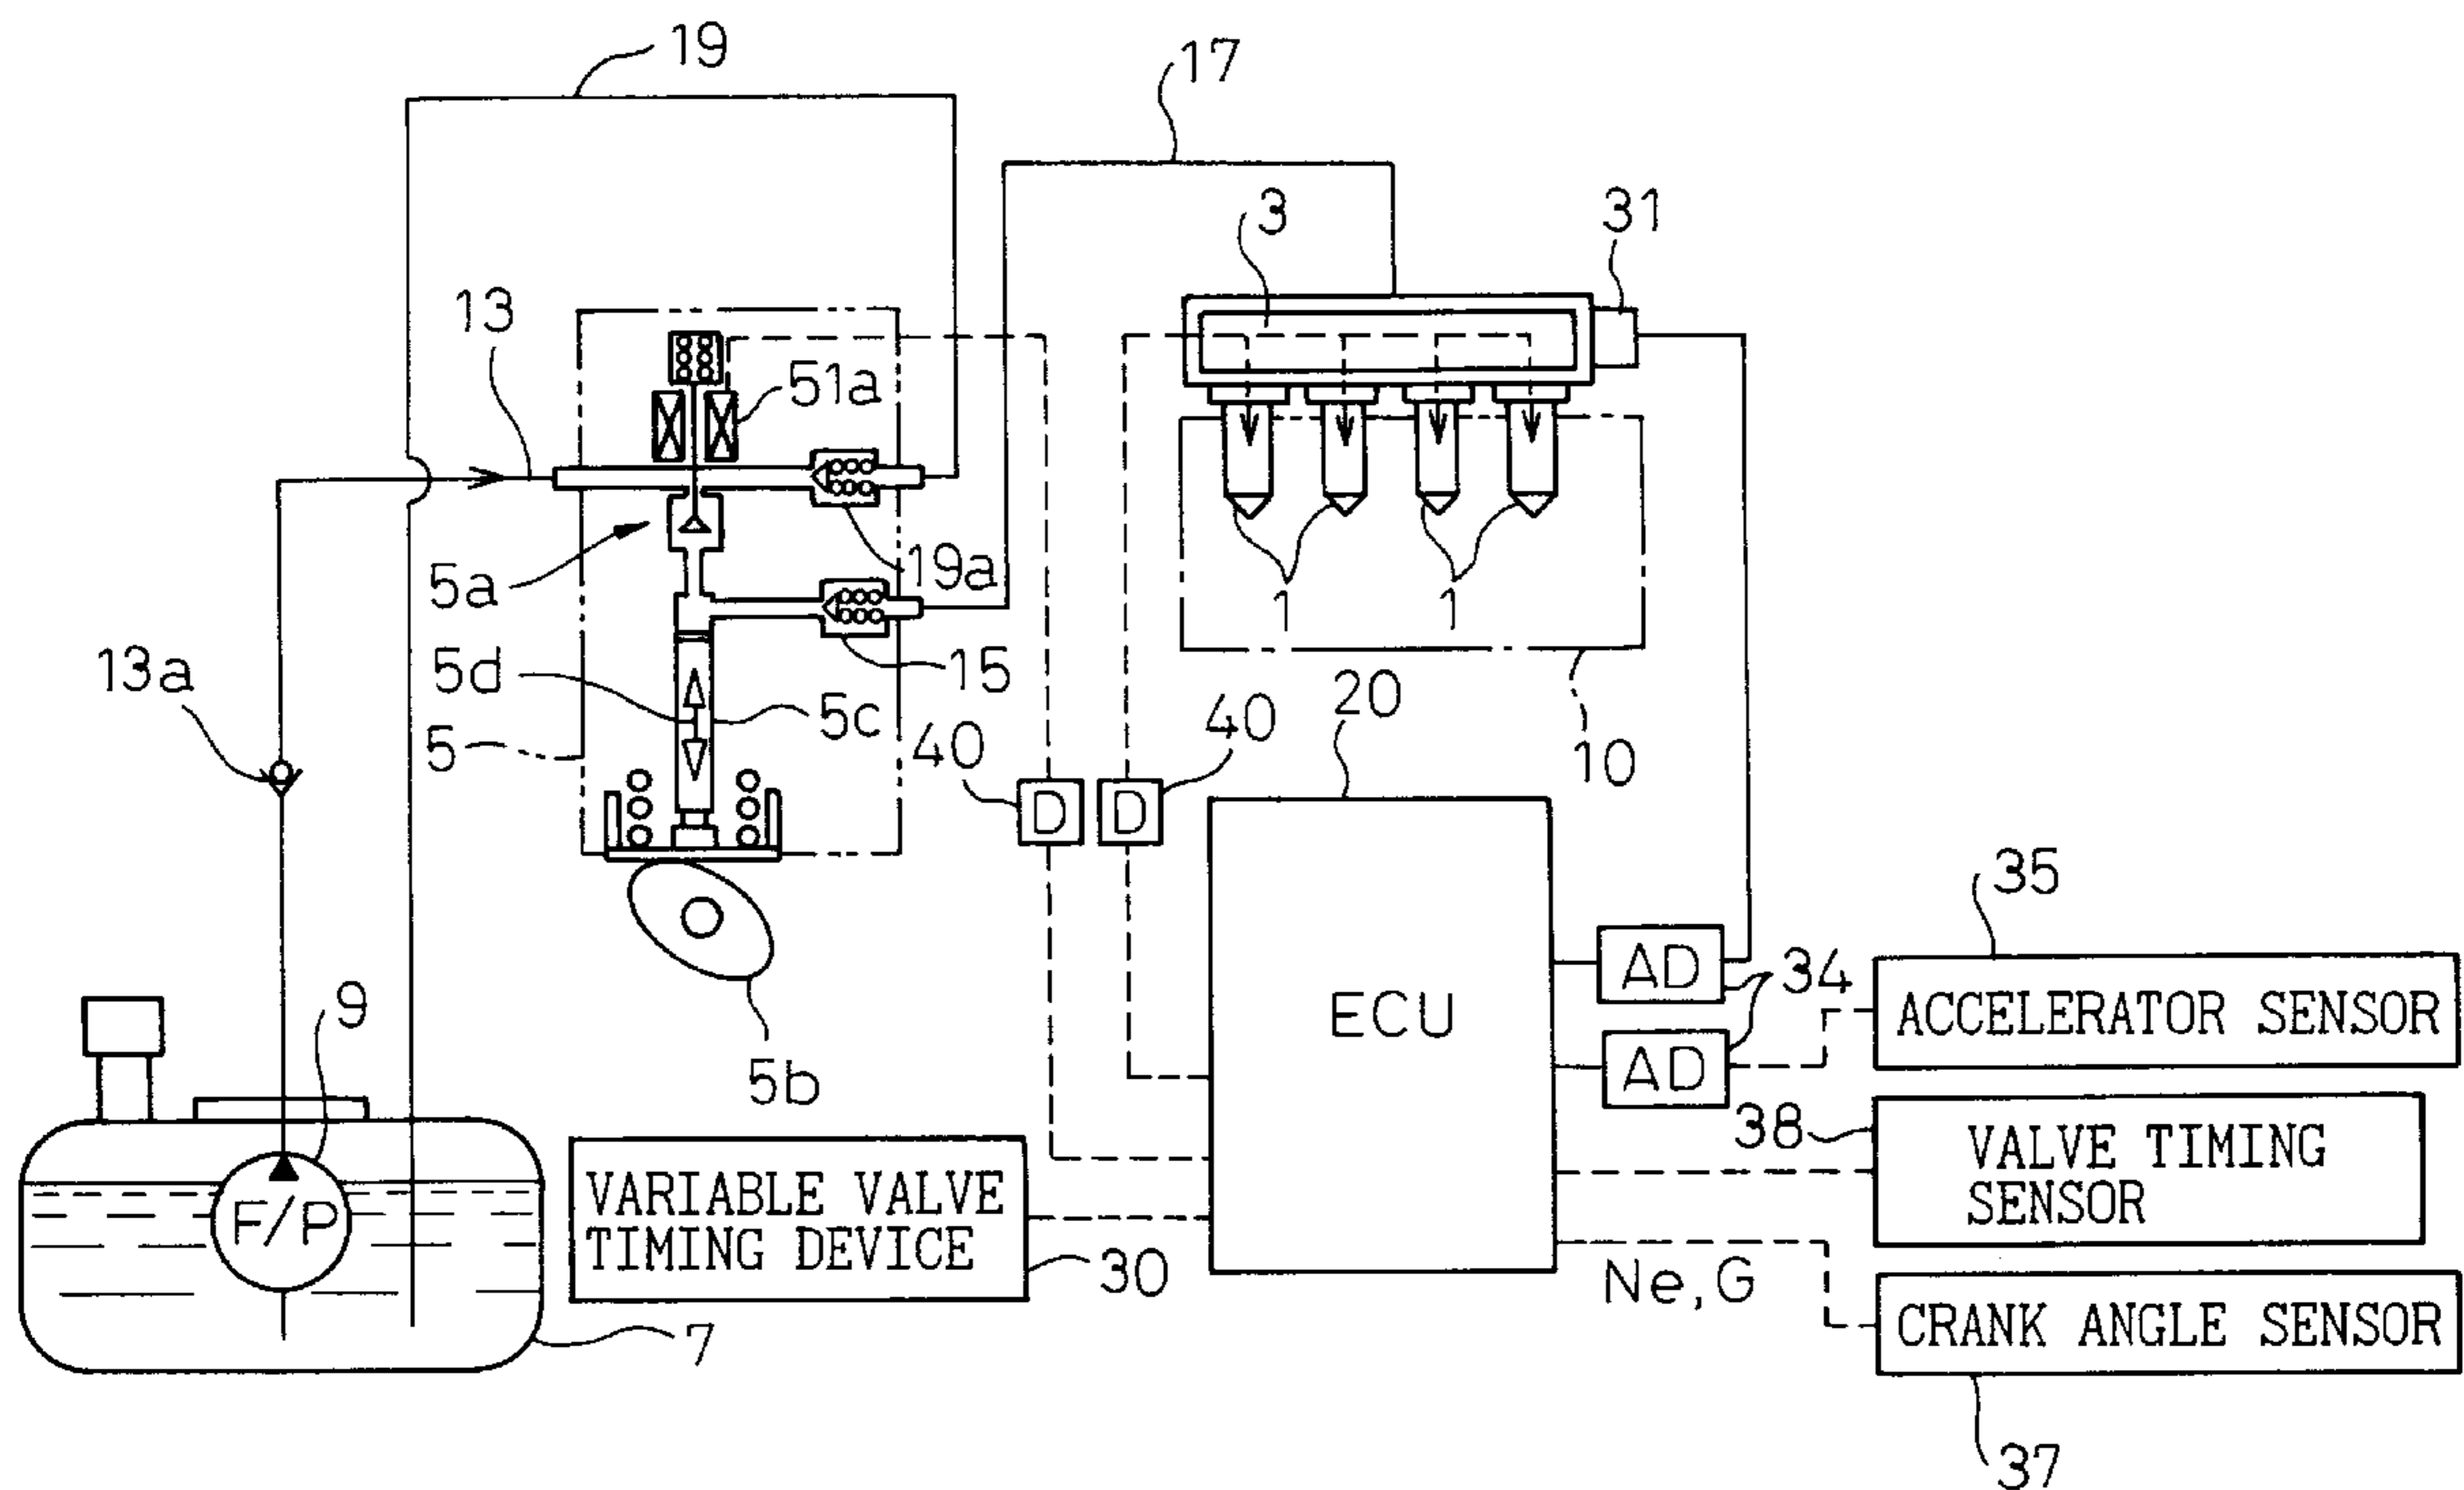 19
17
3
31
13
51a
19a
5a
1
1
13a
5d
15
5c
20
40
40
5
10
D
D
35
AD
34
ACCELERATOR SENSOR
9
ECU
AD
5b
38
VALVE TIMING
SENSOR
F/P
VARIABLE VALVE
TIMING DEVICE
30
Ne,G
7
CRANK ANGLE SENSOR
37